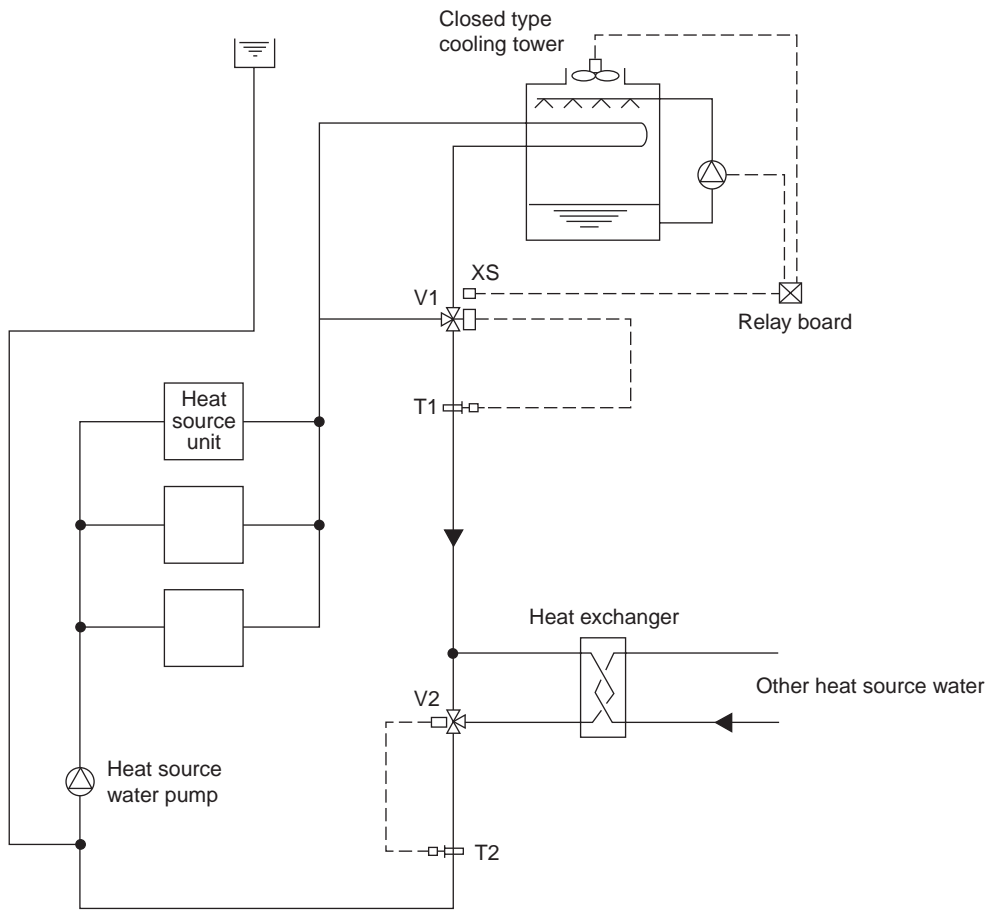 Closed type
cooling tower
XS
V1
Relay board
T1
Heat
source
unit
Heat exchanger
Other heat source water
V2
Heat source
water pump
T2